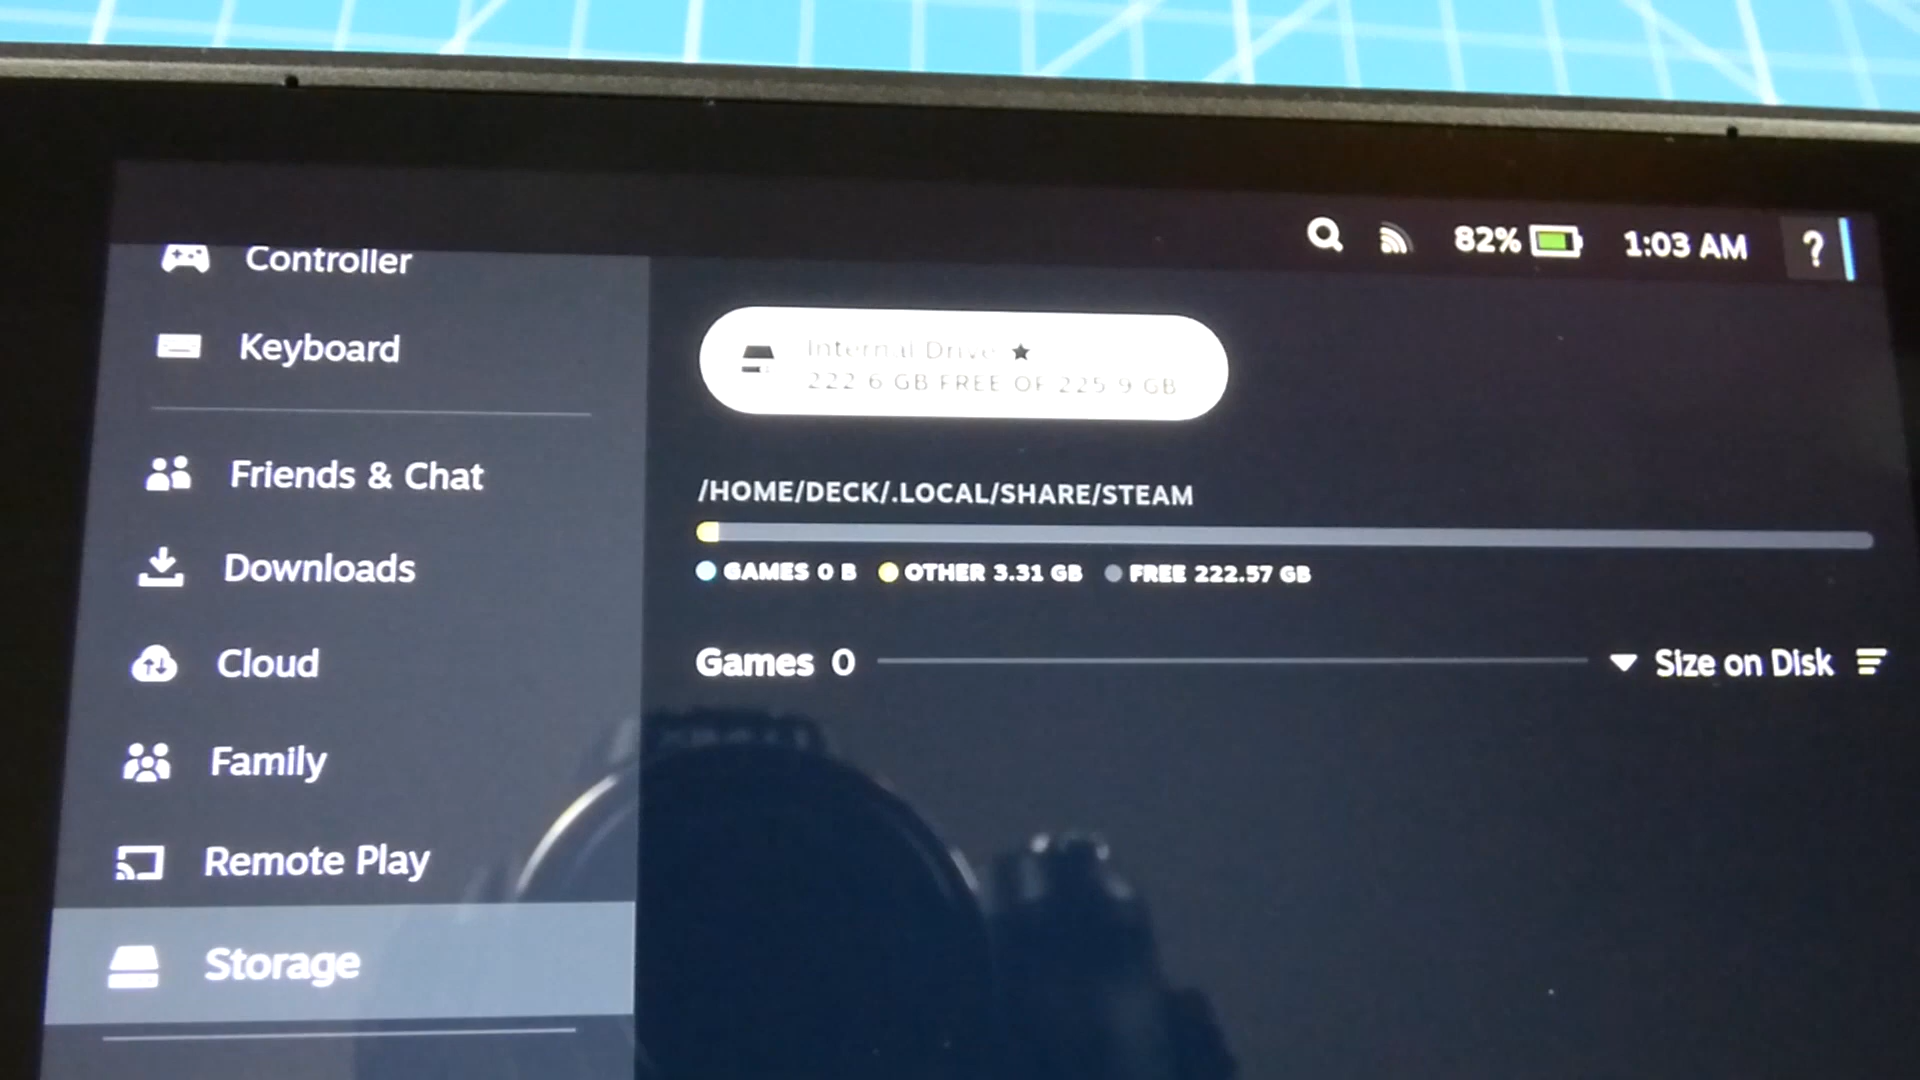 82% 1:03 AM ?
Controller
Keyboard
Friends & Chat
Downloads
Cloud
Family
Remote Play
Storage
Internal Drive
222.6 GB FREE OF 225.9 GB
/HOME/DECK/.LOCAL/SHARE/STEAM
GAMES 0 B OTHER 3.31 GB FREE 222.57 GB
Games 0 Size on Disk